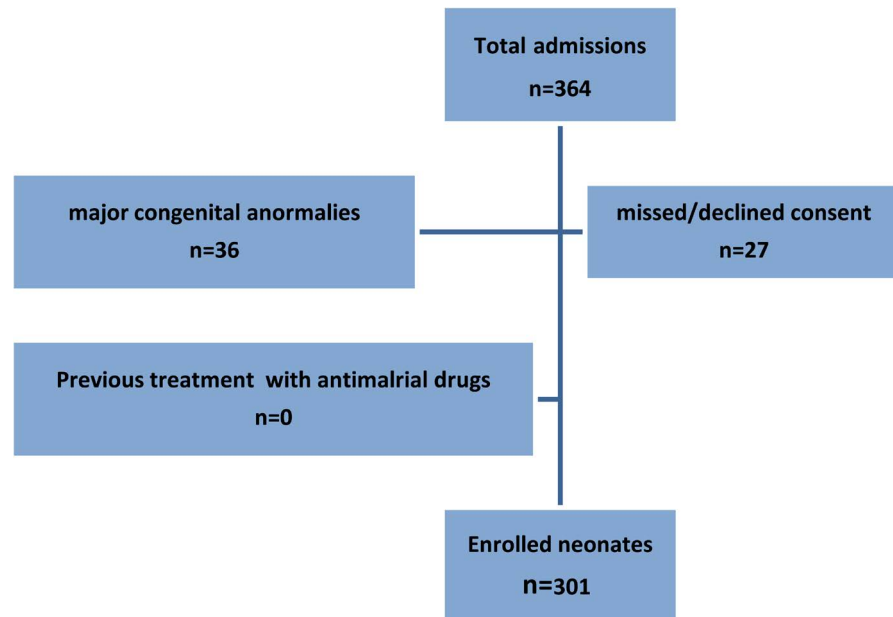 Total admissions
n=364
major congenital anormalies
n=36
missed/declined consent
n=27
Previous treatment with antimalrial drugs
n=0
Enrolled neonates
n=301